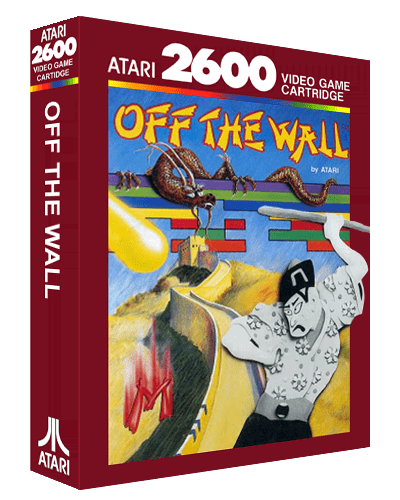 ATARI
2600
VIDEO GAME
CARTRIDGE
OFF THE WALL
ATARI
ATARI 2600 VIDEO GAME
CARTRIDGE
OFF THE WALL
by ATARI